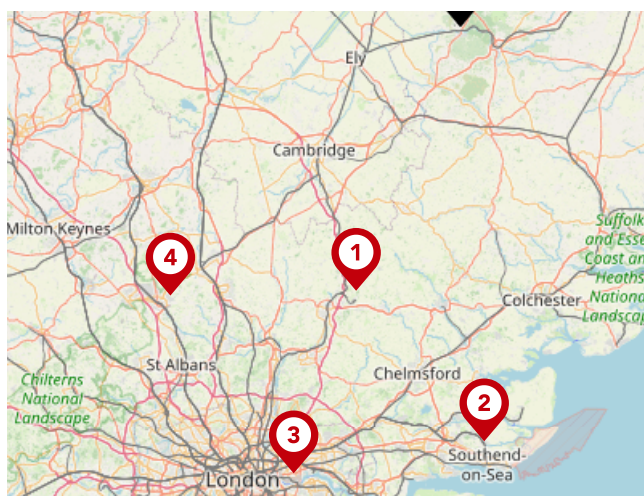 Ely
Cambridge
Milton Keynes
Suffolk
and Esse
Coast an
Heaths
Nationa
Landscap
1
4
Colchester
St Albans
Chelmsford
Chilterns
National
Landscape
2
3
Southend-
on-Sea
London